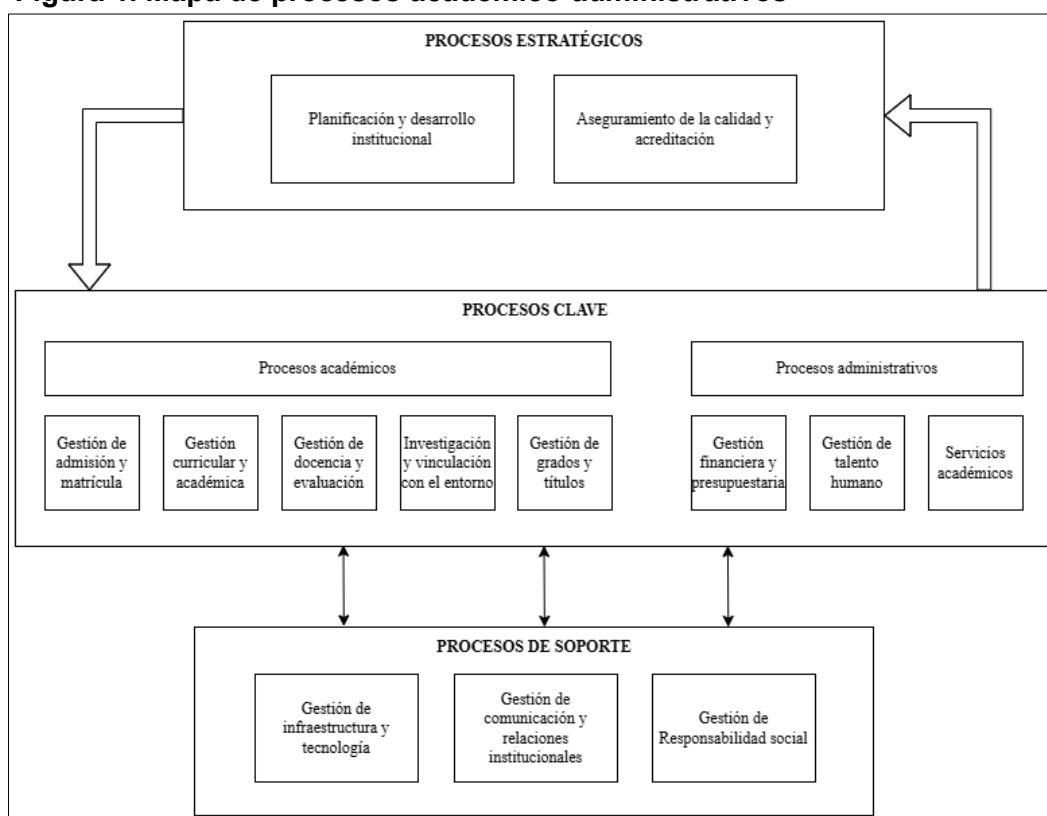 Figura 1. Mapa de procesos académico-administrativos
PROCESOS ESTRATÉGICOS
Planificación y desarrollo
institucional
Aseguramiento de la calidad y
acreditación
PROCESOS CLAVE
Procesos académicos
Procesos administrativos
Gestión de
admisión y
matrícula
Gestión
curricular y
académica
Gestión de
docencia y
evaluación
Investigación
y vinculación
con el entorno
Gestión de
grados y
títulos
Gestión
financiera y
presupuestaria
Gestión de
talento
humano
Servicios
académicos
PROCESOS DE SOPORTE
Gestión de
infraestructura y
tecnología
Gestión de
comunicación y
relaciones
institucionales
Gestión de
Responsabilidad social